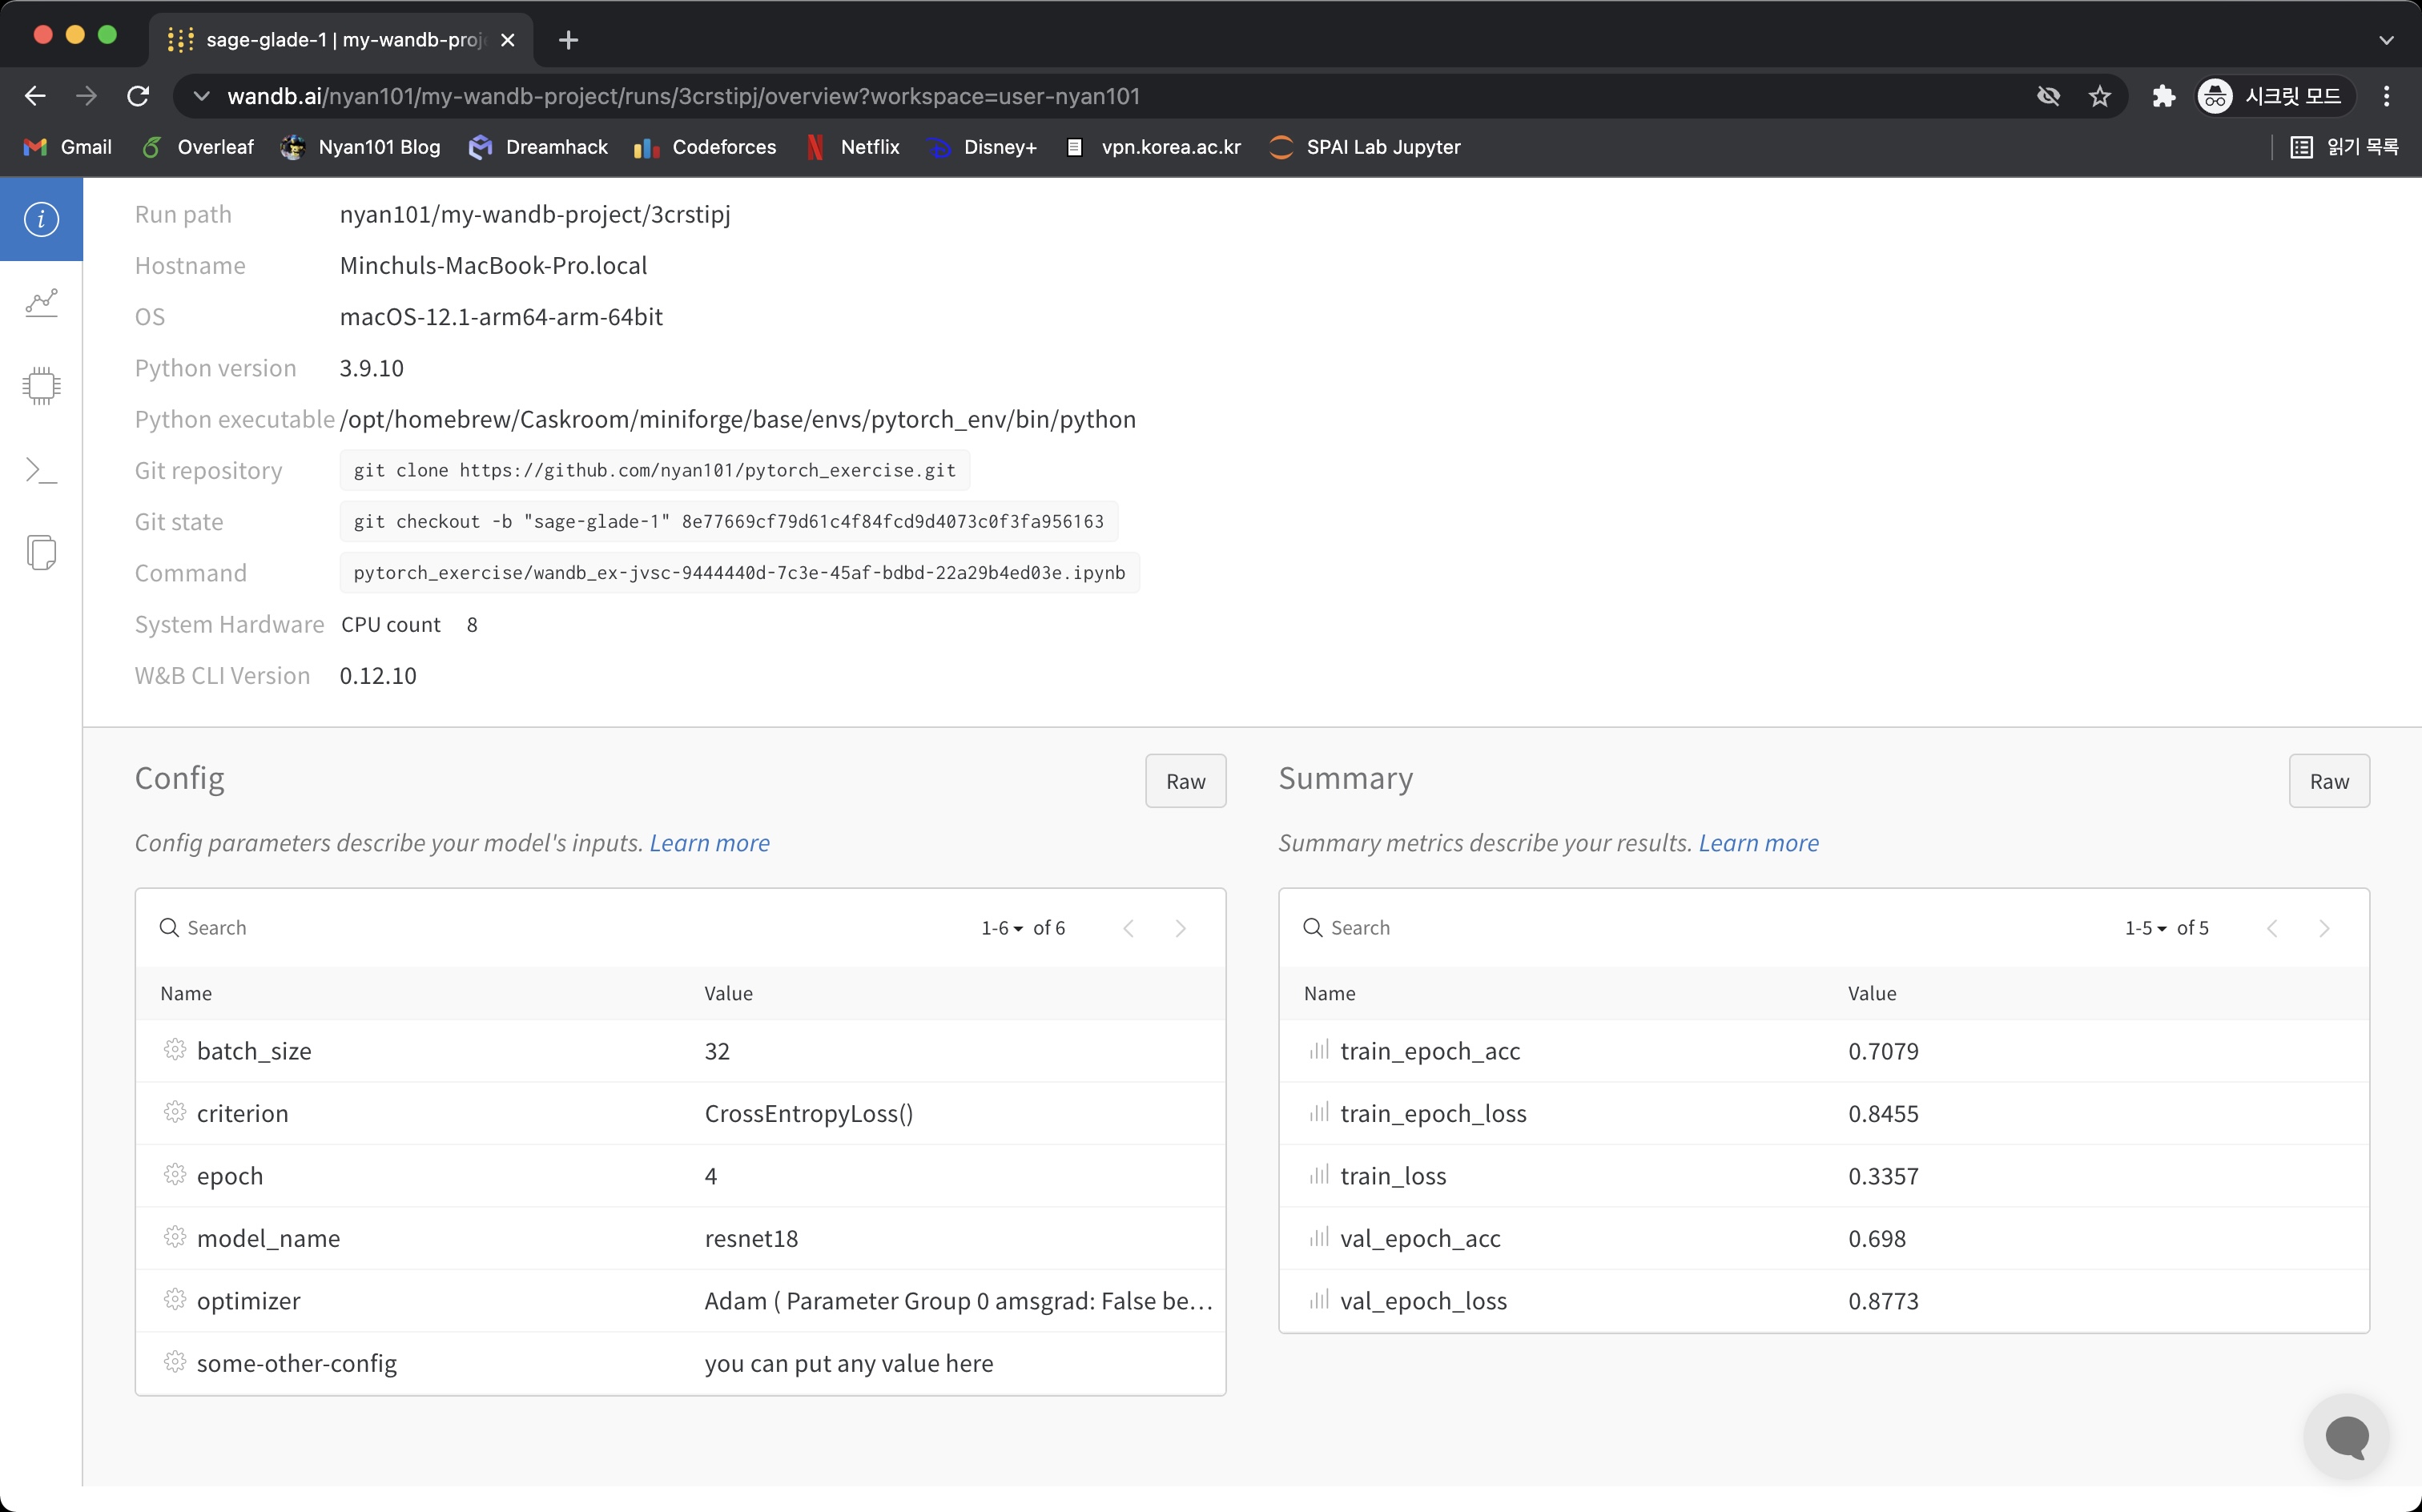 sage-glade-1 | my-wandb-proj
wandb.ai/nyan101/my-wandb-project/runs/3crstipj/overview?workspace=user-nyan101
시크릿 모드
Gmail Overleaf Nyan101 Blog Dreamhack Codeforces Netflix Disney+ vpn.korea.ac.kr SPAI Lab Jupyter 읽기 목록
Run path nyan101/my-wandb-project/3crstipj
Hostname Minchuls-MacBook-Pro.local
OS macOS-12.1-arm64-arm-64bit
Python version 3.9.10
Python executable /opt/homebrew/Caskroom/miniforge/base/envs/pytorch_env/bin/python
Git repository git clone https://github.com/nyan101/pytorch_exercise.git
Git state git checkout -b "sage-glade-1" 8e77669cf79d61c4f84fcd9d4073c0f3fa956163
Command pytorch_exercise/wandb_ex-jvsc-9444440d-7c3e-45af-bdbd-22a29b4ed03e.ipynb
System Hardware CPU count 8
W&B CLI Version 0.12.10
Config Raw
Config parameters describe your model's inputs. Learn more
Search 1-6 of 6
Name Value
batch_size 32
criterion CrossEntropyLoss()
epoch 4
model_name resnet18
optimizer Adam ( Parameter Group 0 amsgrad: False be…
some-other-config you can put any value here
Summary Raw
Summary metrics describe your results. Learn more
Search 1-5 of 5
Name Value
train_epoch_acc 0.7079
train_epoch_loss 0.8455
train_loss 0.3357
val_epoch_acc 0.698
val_epoch_loss 0.8773